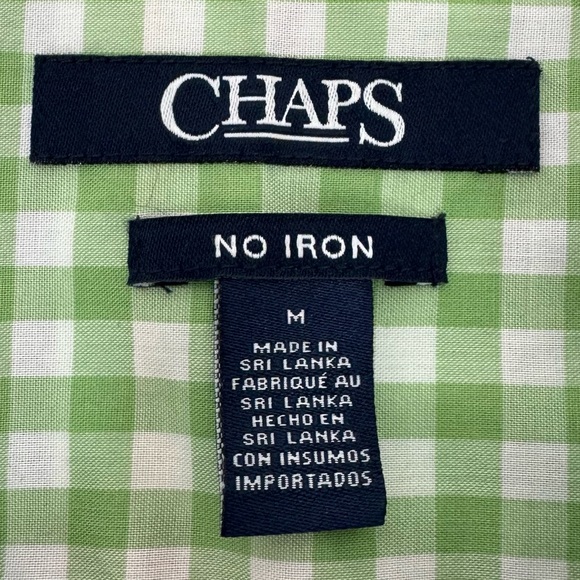 CHAPS
NO IRON
M
MADE IN
SRI LANKA
FABRIQUÉ AU
SRI LANKA
HECHO EN
SRI LANKA
CON INSUMOS
IMPORTADOS